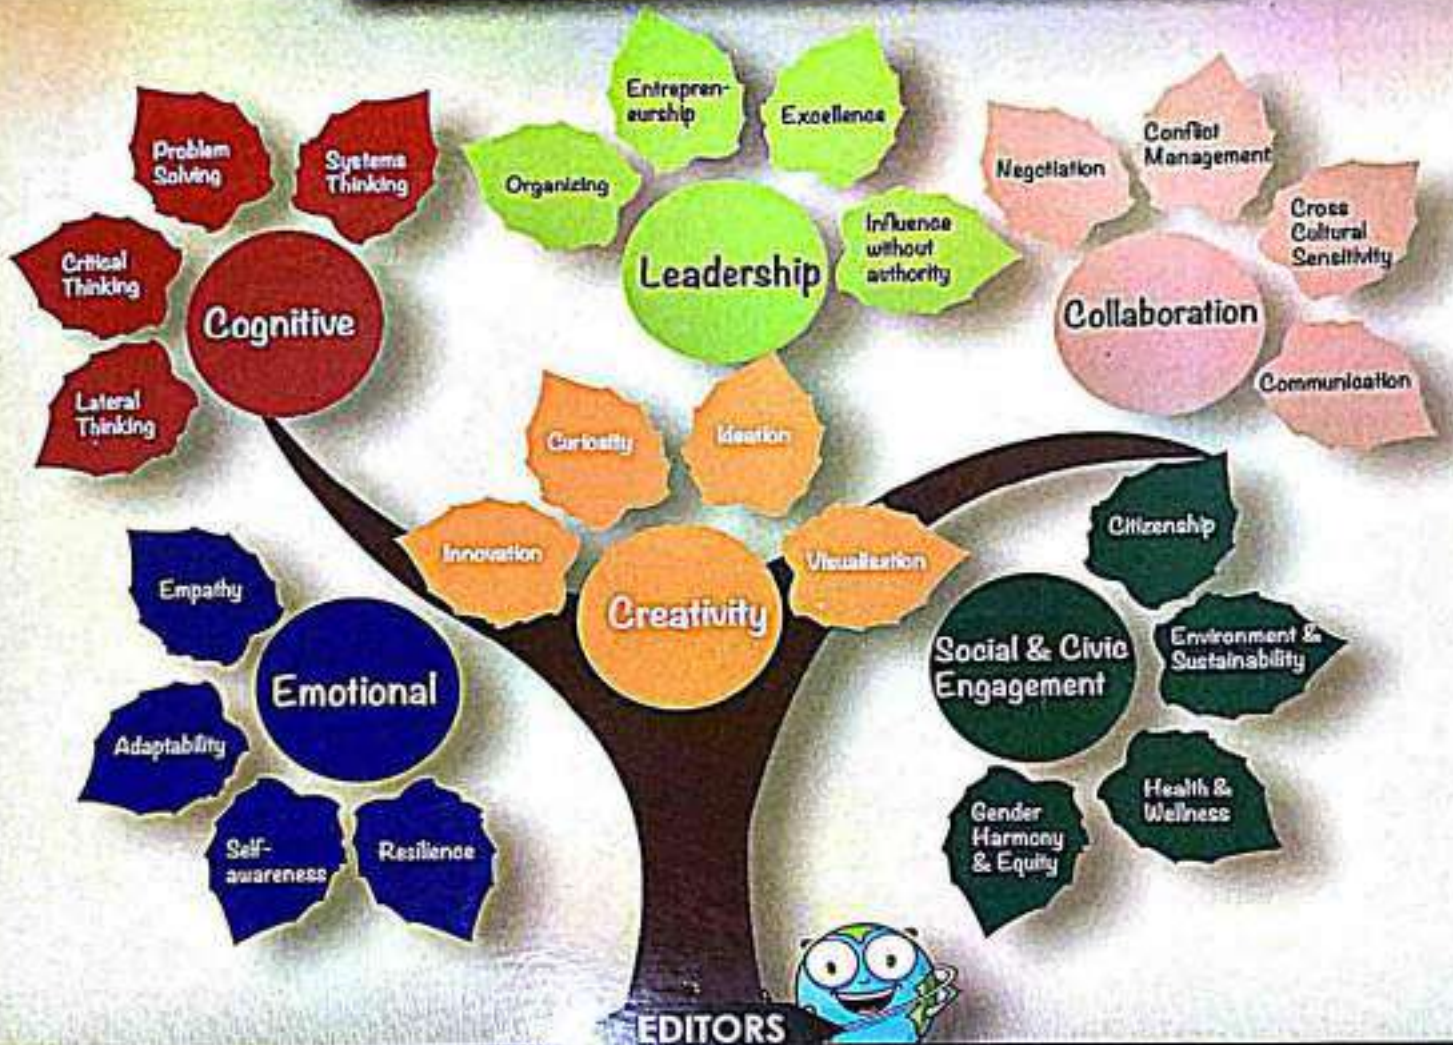 Problem
Solving
Systems
Thinking
Critical
Thinking
Lateral
Thinking
Cognitive
Entrepren-
eurship
Excellence
Organizing
Influence
without
authority
Leadership
Negotiation
Conflict
Management
Cross
Cultural
Sensitivity
Communication
Collaboration
Curiosity
Ideation
Innovation
Visualisation
Creativity
Empathy
Adaptability
Self-
awareness
Resilience
Emotional
Citizenship
Environment &
Sustainability
Health &
Wellness
Gender
Harmony
& Equity
Social & Civic
Engagement
EDITORS